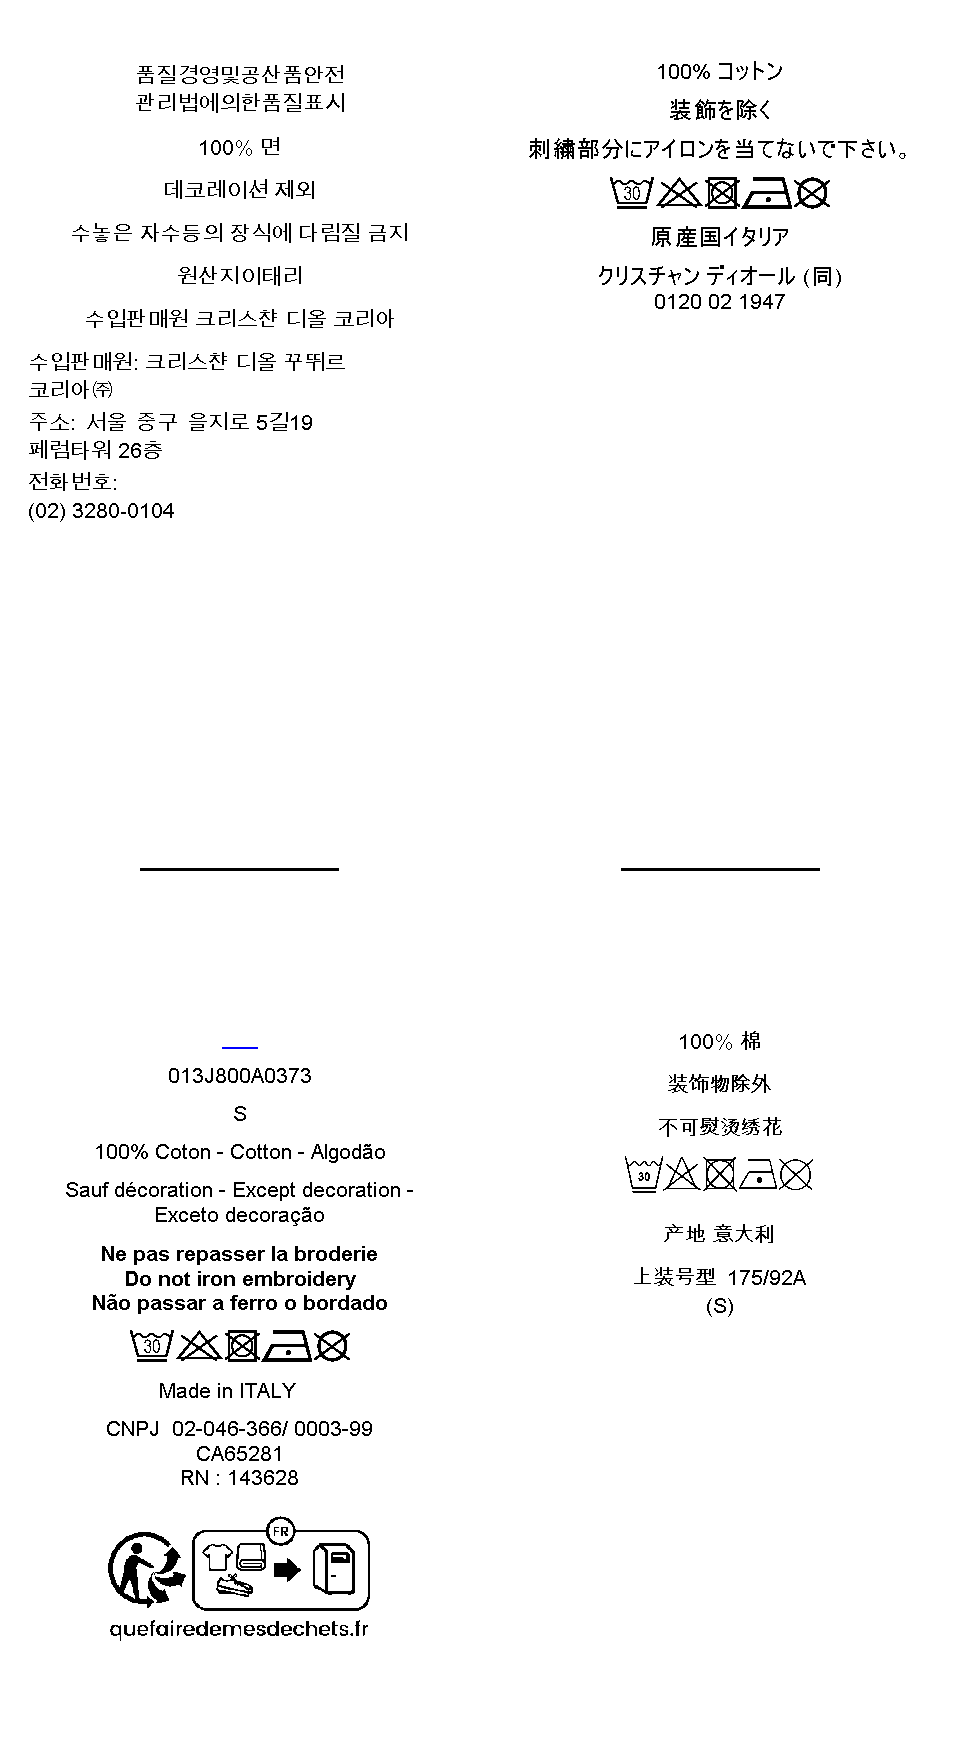 품질경영및공산품안전
관리법에의한품질표시
100% 면
데코레이션 제외
수놓은 자수등의 장식에 다림질 금지
원산지이태리
수입판매원 크리스챤 디올 코리아
수입판매원: 크리스챤 디올 꾸뛰르
코리아㈜
주소: 서울 중구 을지로 5길19
페럼타워 26층
전화번호:
(02) 3280-0104
100% コットン
装飾を除く
刺繍部分にアイロンを当てないで下さい。
30
原産国イタリア
クリスチャン ディオール (同)
0120 02 1947
013J800A0373
S
100% Coton - Cotton - Algodão
Sauf décoration - Except decoration -
Exceto decoração
Ne pas repasser la broderie
Do not iron embroidery
Não passar a ferro o bordado
30
Made in ITALY
CNPJ 02-046-366/ 0003-99
CA65281
RN : 143628
FR
quefairedemesdechets.fr
100% 棉
装饰物除外
不可熨烫绣花
30
产地 意大利
上装号型 175/92A
(S)